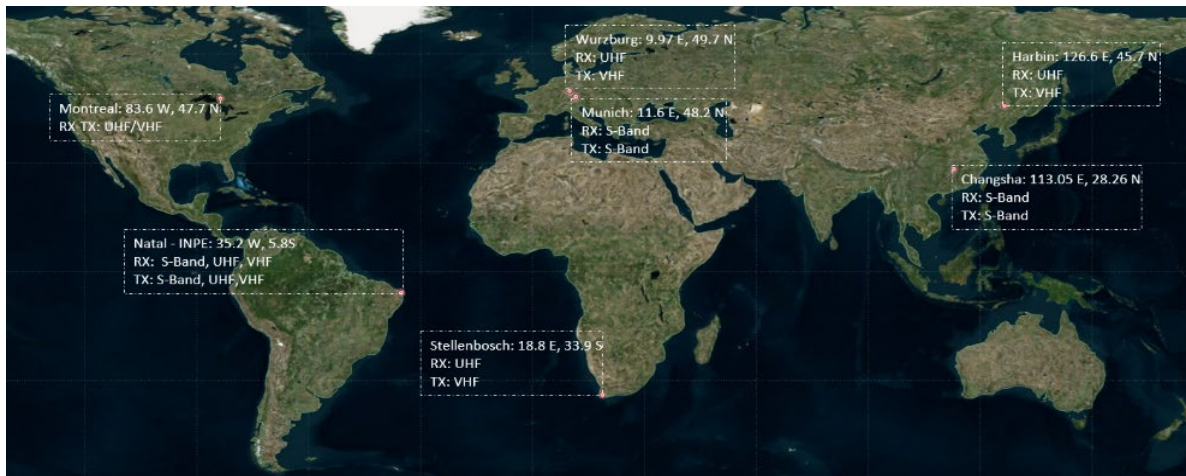 Wurzburg: 9.97 E, 49.7 N
RX: UHF
TX: VHF
Harbin: 126.6 E, 45.7 N
RX: UHF
TX: VHF
Montreal: 83.6 W, 47.7 N
RX-TX: UHF/VHF
Munich: 11.6 E, 48.2 N
RX: S-Band
TX: S-Band
Changsha: 113.05 E, 28.26 N
RX: S-Band
TX: S-Band
Natal - INPE: 35.2 W, 5.8S
RX: S-Band, UHF, VHF
TX: S-Band, UHF,VHF
Stellenbosch: 18.8 E, 33.9 S
RX: UHF
TX: VHF